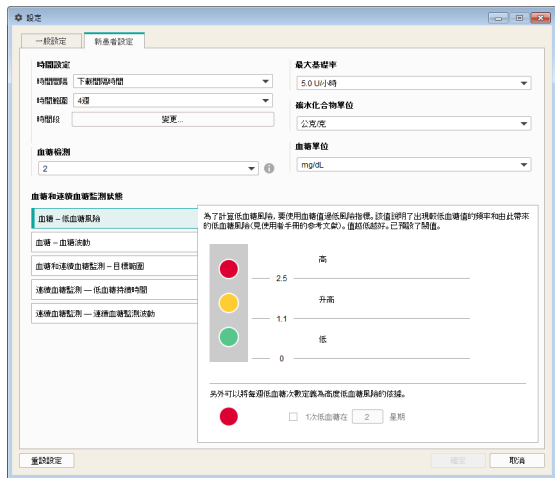 設定
一般設定
新患者設定
時間設定
時間間隔 下載間隔時間
時間範圍 4週
時間段 變更...
血糖檢測
2
最大基礎率
5.0 U/小時
碳水化合物單位
公克/克
血糖單位
mg/dL
血糖和連續血糖監測狀態
血糖 – 低血糖風險
血糖 – 血糖波動
血糖和連續血糖監測 – 目標範圍
連續血糖監測 — 低血糖持續時間
連續血糖監測 — 連續血糖監測波動
為了計算低血糖風險, 要使用血糖值過低風險指標。該值說明了出現較低血糖值的頻率和由此帶來
的低血糖風險(見使用者手冊的參考文獻)。值越低越好。已預設了閾值。
高
2.5
升高
1.1
低
0
另外可以將每週低血糖次數定義為高度低血糖風險的依據。
1次低血糖在 2 星期
重設設定
確定
取消